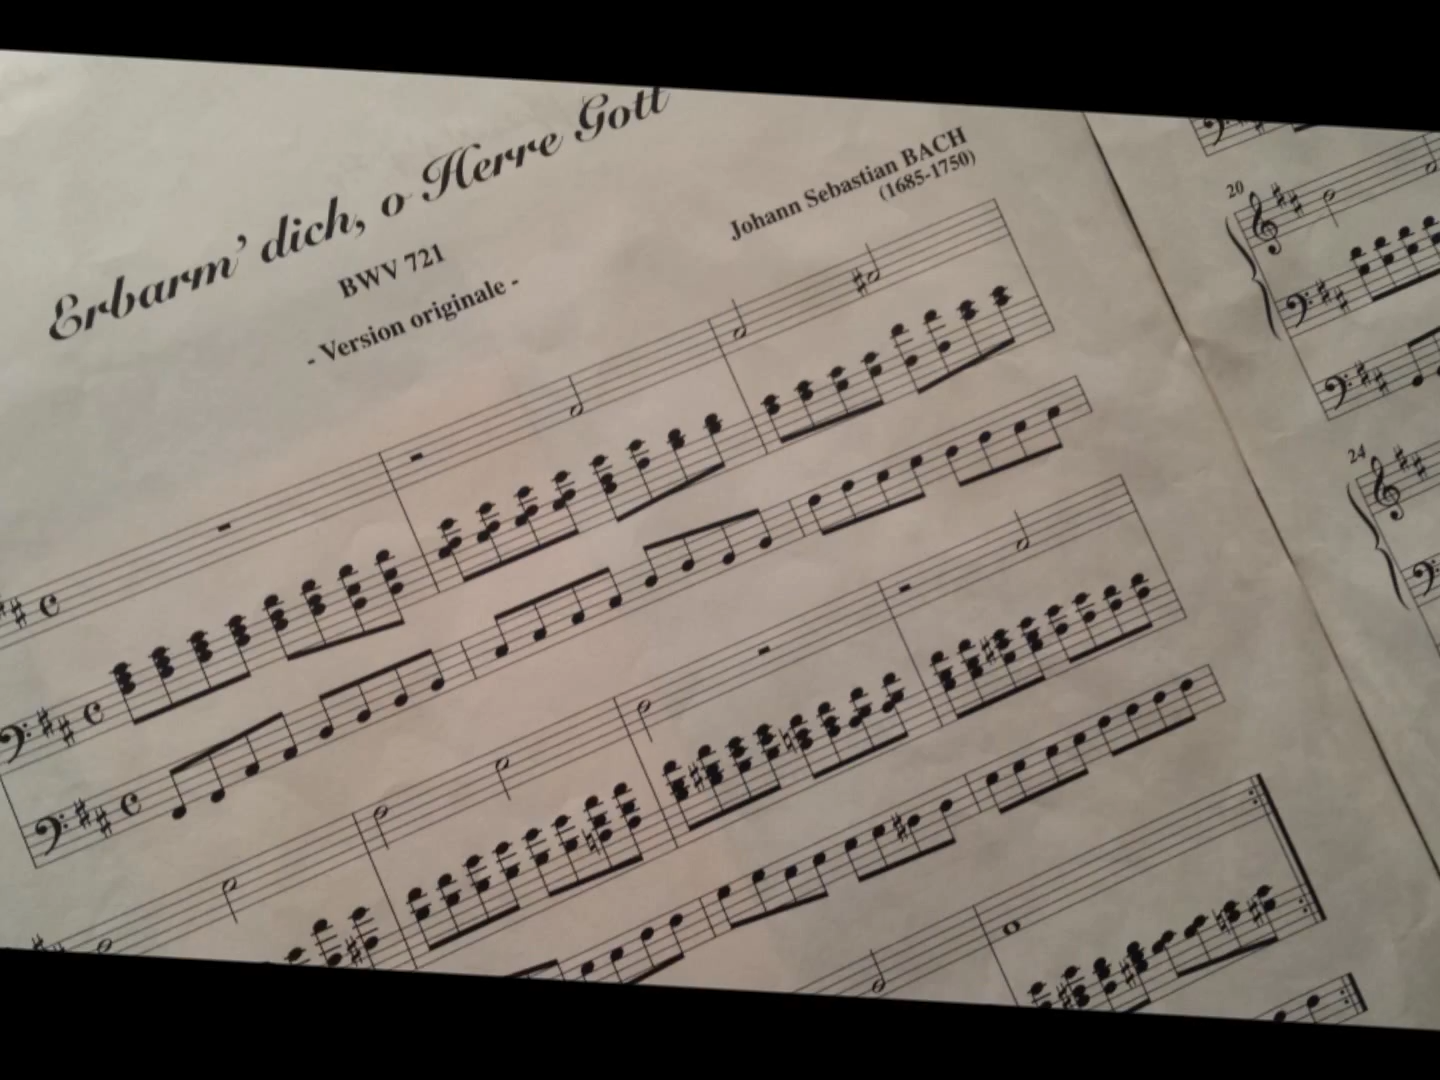 Erbarm' dich, o Herre Gott
BWV 721
- Version originale -
Johann Sebastian BACH
(1685-1750)
20
24